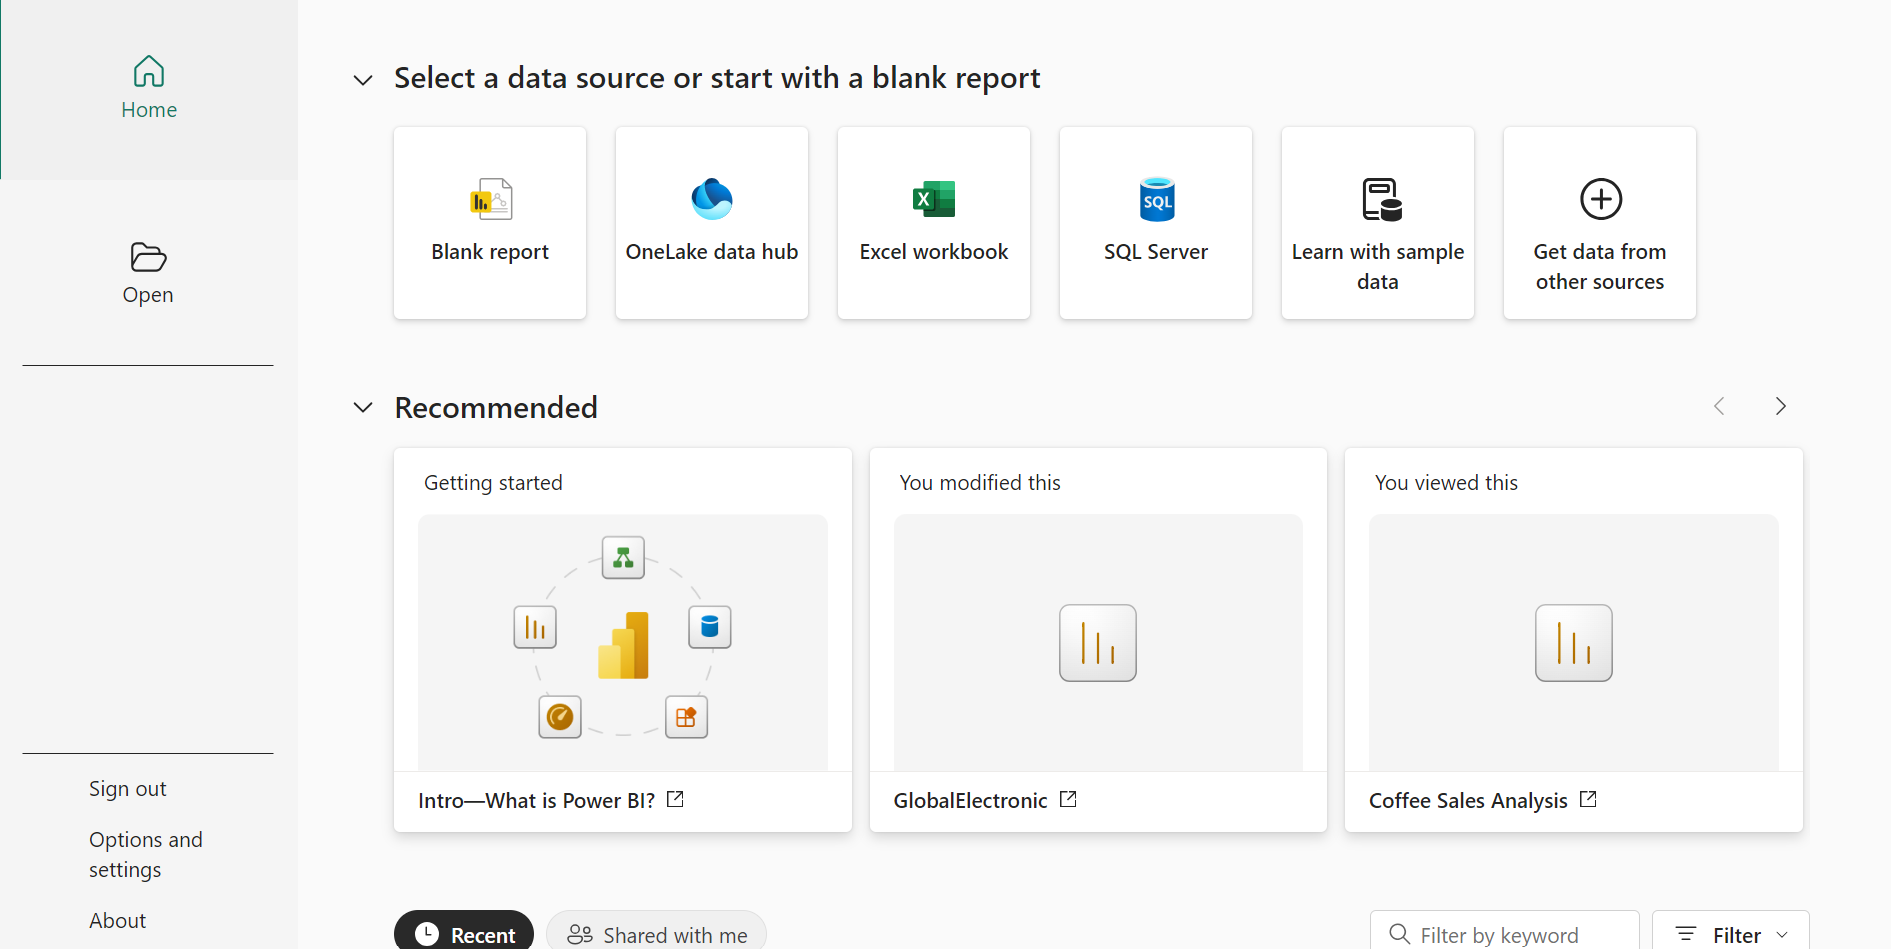 Home
Open
Sign out
Options and
settings
About
Select a data source or start with a blank report
Blank report
OneLake data hub
Excel workbook
SQL
SQL Server
Learn with sample
data
Get data from
other sources
Recommended
Getting started
Intro—What is Power BI?
You modified this
GlobalElectronic
You viewed this
Coffee Sales Analysis
Recent
Shared with me
Filter by keyword
Filter